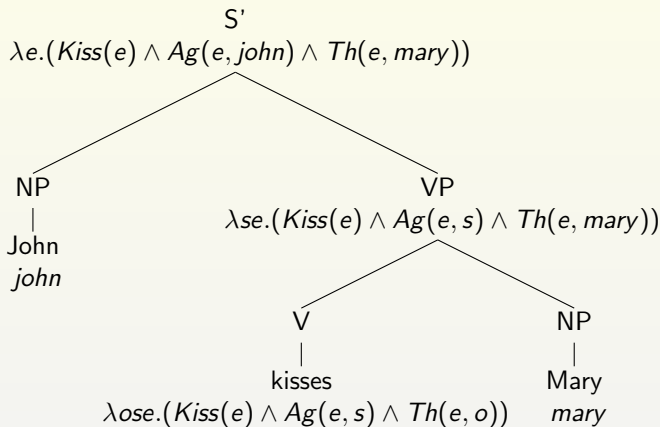 S’
λe.(Kiss(e) ∧ Ag(e, john) ∧ Th(e, mary))
NP VP
λse.(Kiss(e) ∧ Ag(e, s) ∧ Th(e, mary))
John
john
V NP
kisses Mary
λose.(Kiss(e) ∧ Ag(e, s) ∧ Th(e, o)) mary